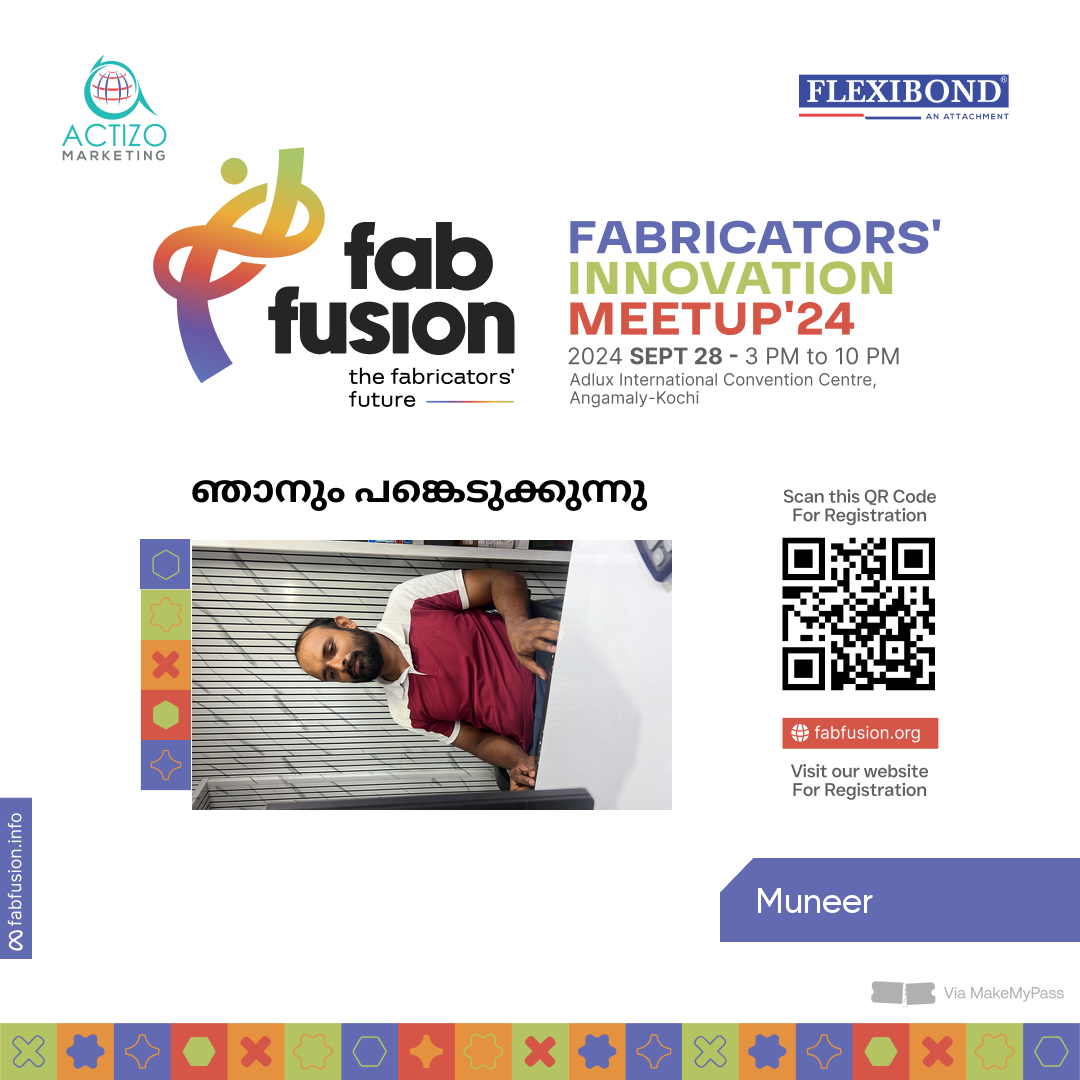 ACTIZO
MARKETING
FLEXIBOND®
AN ATTACHMENT
fab
fusion
the fabricators'
future
FABRICATORS'
INNOVATION
MEETUP'24
2024 SEPT 28 - 3 PM to 10 PM
Adlux International Convention Centre,
Angamaly-Kochi
ഞാനും പങ്കെടുക്കുന്നു
Scan this QR Code
For Registration
fabfusion.org
Visit our website
For Registration
fabfusion.info
Muneer
Via MakeMyPass